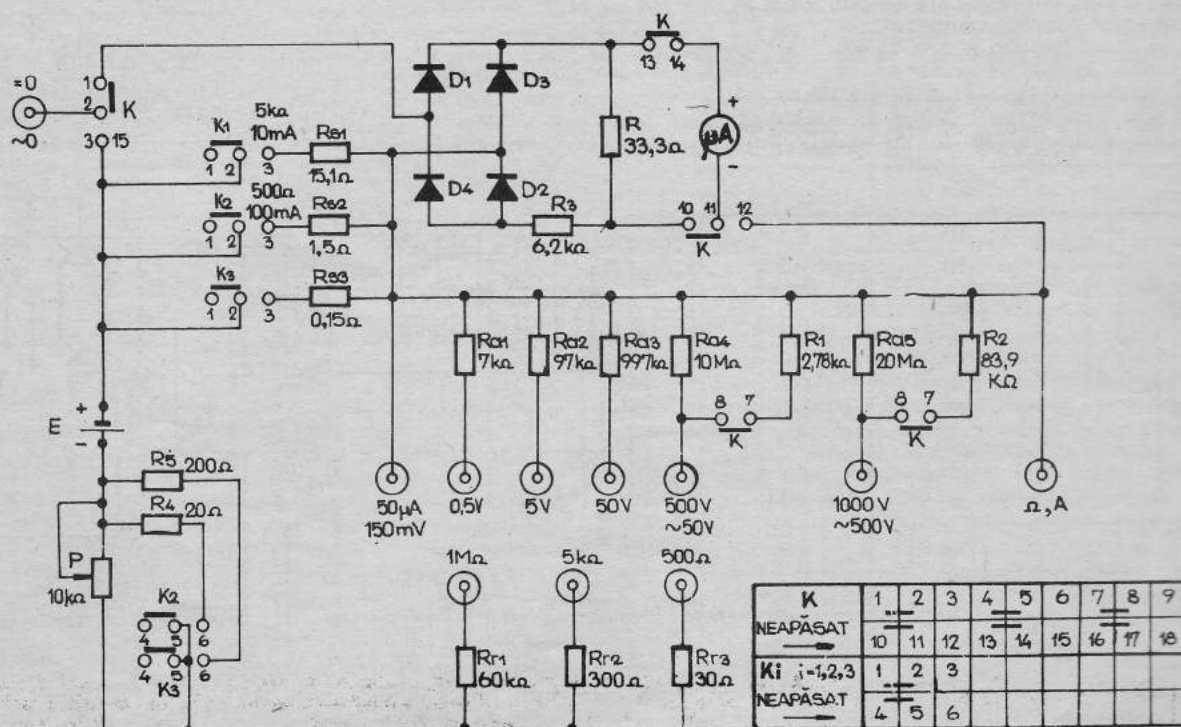 =0
~0
1
2
3
15
K
K1
1 2 3
5kΩ
10mA
Rs1
15,1Ω
K2
1 2 3
500Ω
100mA
Rs2
1,5Ω
K3
1 2 3
Rs3
0,15Ω
D1
D3
D4
D2
R
33,3Ω
K
13 14
+
μA
-
R3
6,2kΩ
10 11 12
K
Ra1
7kΩ
Ra2
97kΩ
Ra3
997kΩ
Ra4
10MΩ
R1
2,78kΩ
8 7
K
Ra5
20MΩ
R2
83,9
KΩ
8 7
K
50μA
150mV
0,5V
5V
50V
500V
~50V
1000V
~500V
Ω,A
E
+
-
R5
200Ω
R4
20Ω
P
10kΩ
K2
4 5 6
4 5 6
K3
1MΩ
5kΩ
500Ω
Rr1
60kΩ
Rr2
300Ω
Rr3
30Ω
K
NEAPĂSAT
1 2 3 4 5 6 7 8 9
10 11 12 13 14 15 16 17 18
Ki i=1,2,3
NEAPĂSAT
1 2 3
4 5 6